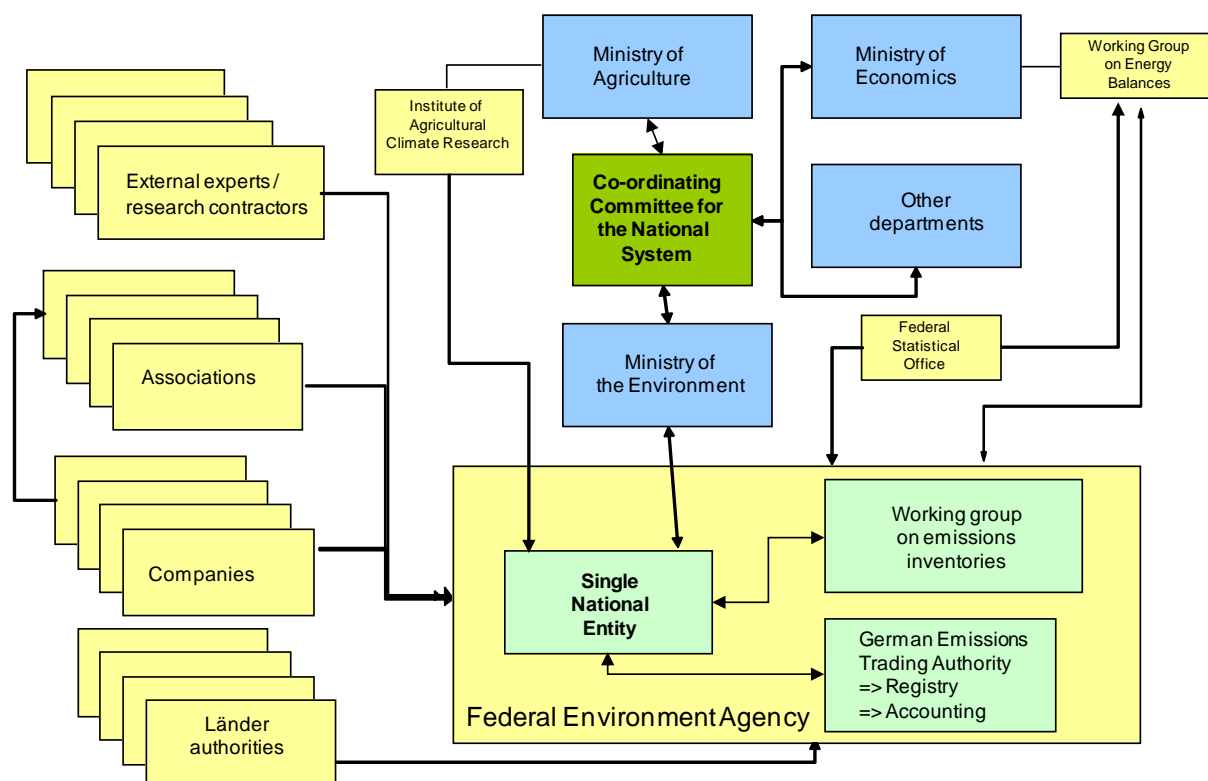 Ministry of
Agriculture
Ministry of
Economics
Working Group
on Energy
Balances
Institute of
Agricultural
Climate Research
External experts /
research contractors
Co-ordinating
Committee for
the National
System
Other
departments
Associations
Ministry of
the Environment
Federal
Statistical
Office
Companies
Single
National
Entity
Working group
on emissions
inventories
German Emissions
Trading Authority
=> Registry
=> Accounting
Federal Environment Agency
Länder
authorities